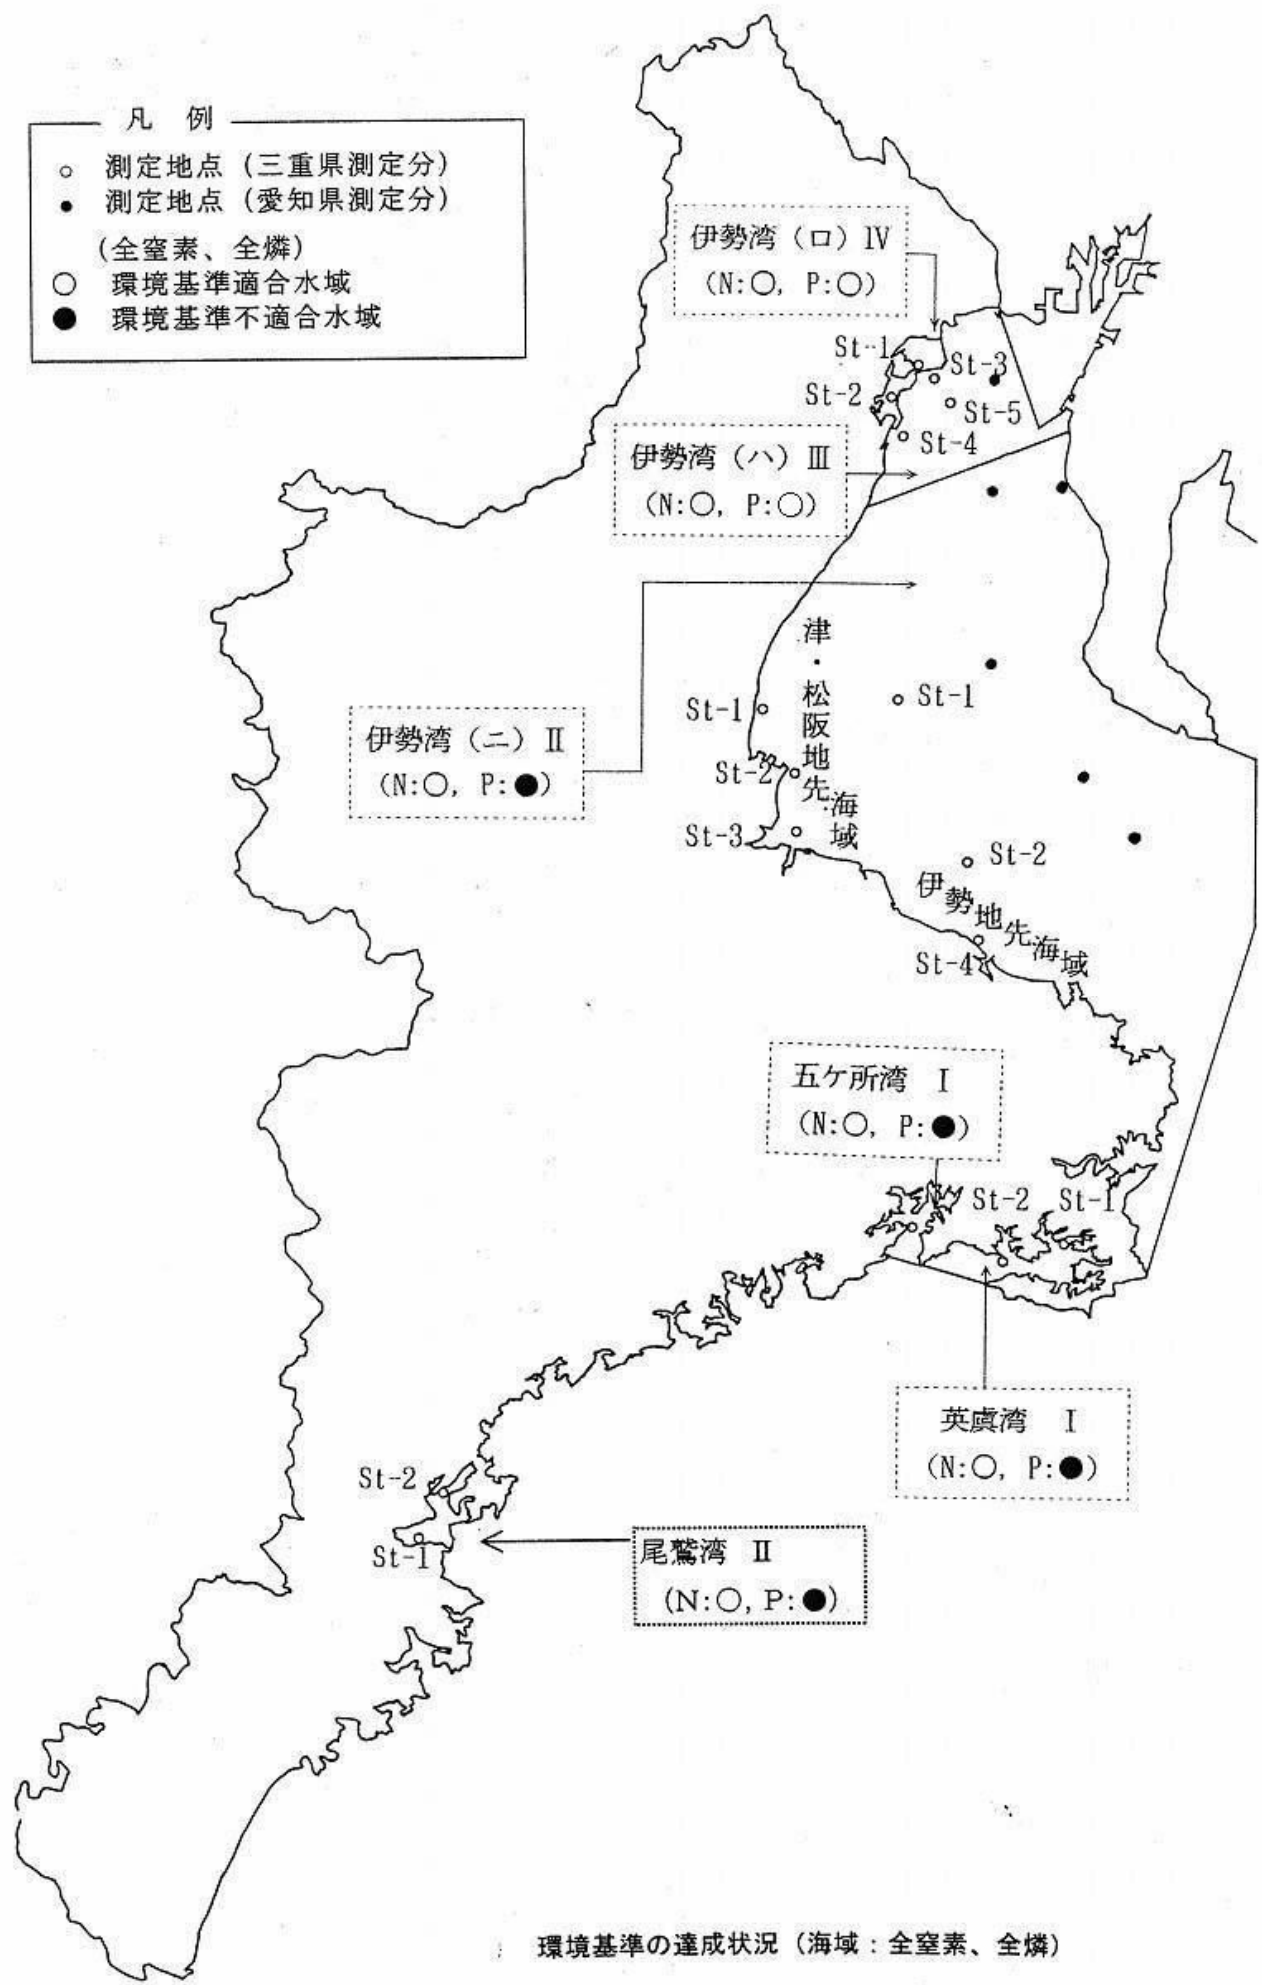 凡 例
○ 測定地点（三重県測定分）
● 測定地点（愛知県測定分）
（全窒素、全燐）
○ 環境基準適合水域
● 環境基準不適合水域
伊勢湾（ロ）Ⅳ
（N:○, P:○）
St-1
St-3
St-2
St-5
St-4
伊勢湾（ハ）Ⅲ
（N:○, P:○）
津・松阪地先海域
St-1
St-1
伊勢湾（ニ）Ⅱ
（N:○, P:●）
St-2
St-3
St-2
伊勢地先海域
St-4
五ケ所湾 Ⅰ
（N:○, P:●）
St-2
St-1
英虞湾 Ⅰ
（N:○, P:●）
St-2
St-1
尾鷲湾 Ⅱ
（N:○, P:●）
環境基準の達成状況（海域：全窒素、全燐）